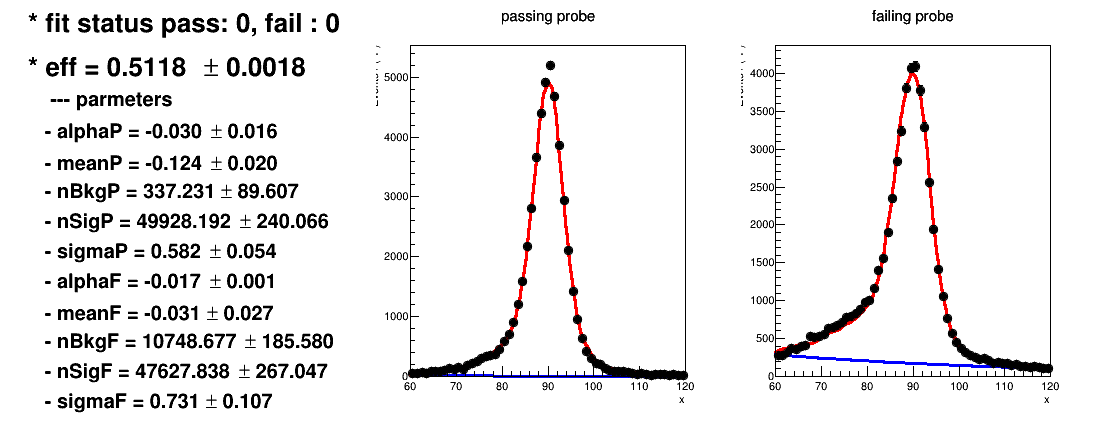 * fit status pass: 0, fail : 0
* eff = 0.5118 ± 0.0018
--- parmeters
- alphaP = -0.030 ± 0.016
- meanP = -0.124 ± 0.020
- nBkgP = 337.231 ± 89.607
- nSigP = 49928.192 ± 240.066
- sigmaP = 0.582 ± 0.054
- alphaF = -0.017 ± 0.001
- meanF = -0.031 ± 0.027
- nBkgF = 10748.677 ± 185.580
- nSigF = 47627.838 ± 267.047
- sigmaF = 0.731 ± 0.107
passing probe
5000
4000
3000
2000
1000
0
60 70 80 90 100 110 120
x
failing probe
4000
3500
3000
2500
2000
1500
1000
500
0
60 70 80 90 100 110 120
x